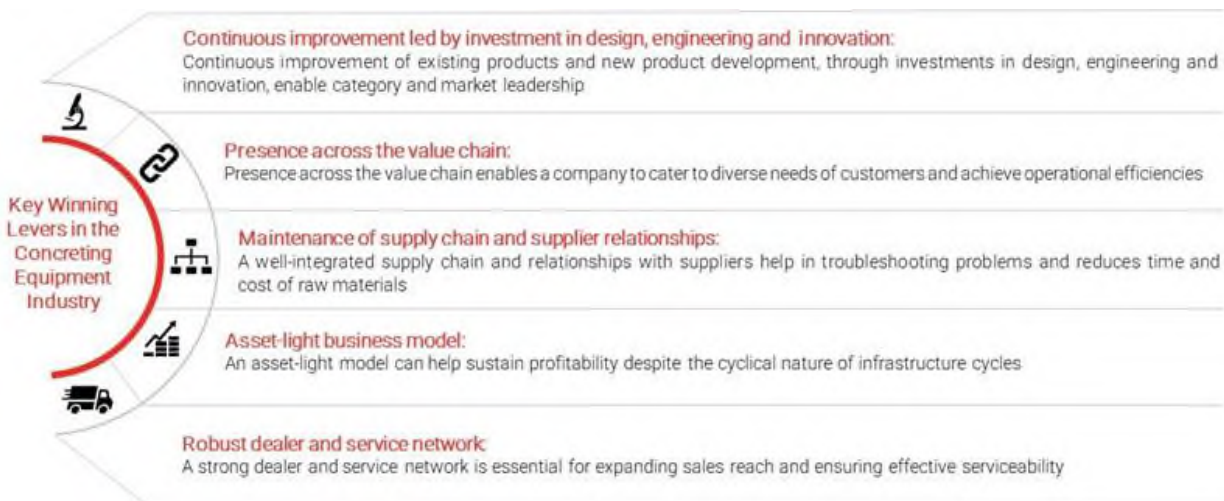 Continuous improvement led by investment in design, engineering and innovation:
Continuous improvement of existing products and new product development, through investments in design, engineering and
innovation, enable category and market leadership
Presence across the value chain:
Presence across the value chain enables a company to cater to diverse needs of customers and achieve operational efficiencies
Key Winning
Levers in the
Concreting
Equipment
Industry
Maintenance of supply chain and supplier relationships:
A well-integrated supply chain and relationships with suppliers help in troubleshooting problems and reduces time and
cost of raw materials
Asset-light business model:
An asset-light model can help sustain profitability despite the cyclical nature of infrastructure cycles
Robust dealer and service network
A strong dealer and service network is essential for expanding sales reach and ensuring effective serviceability